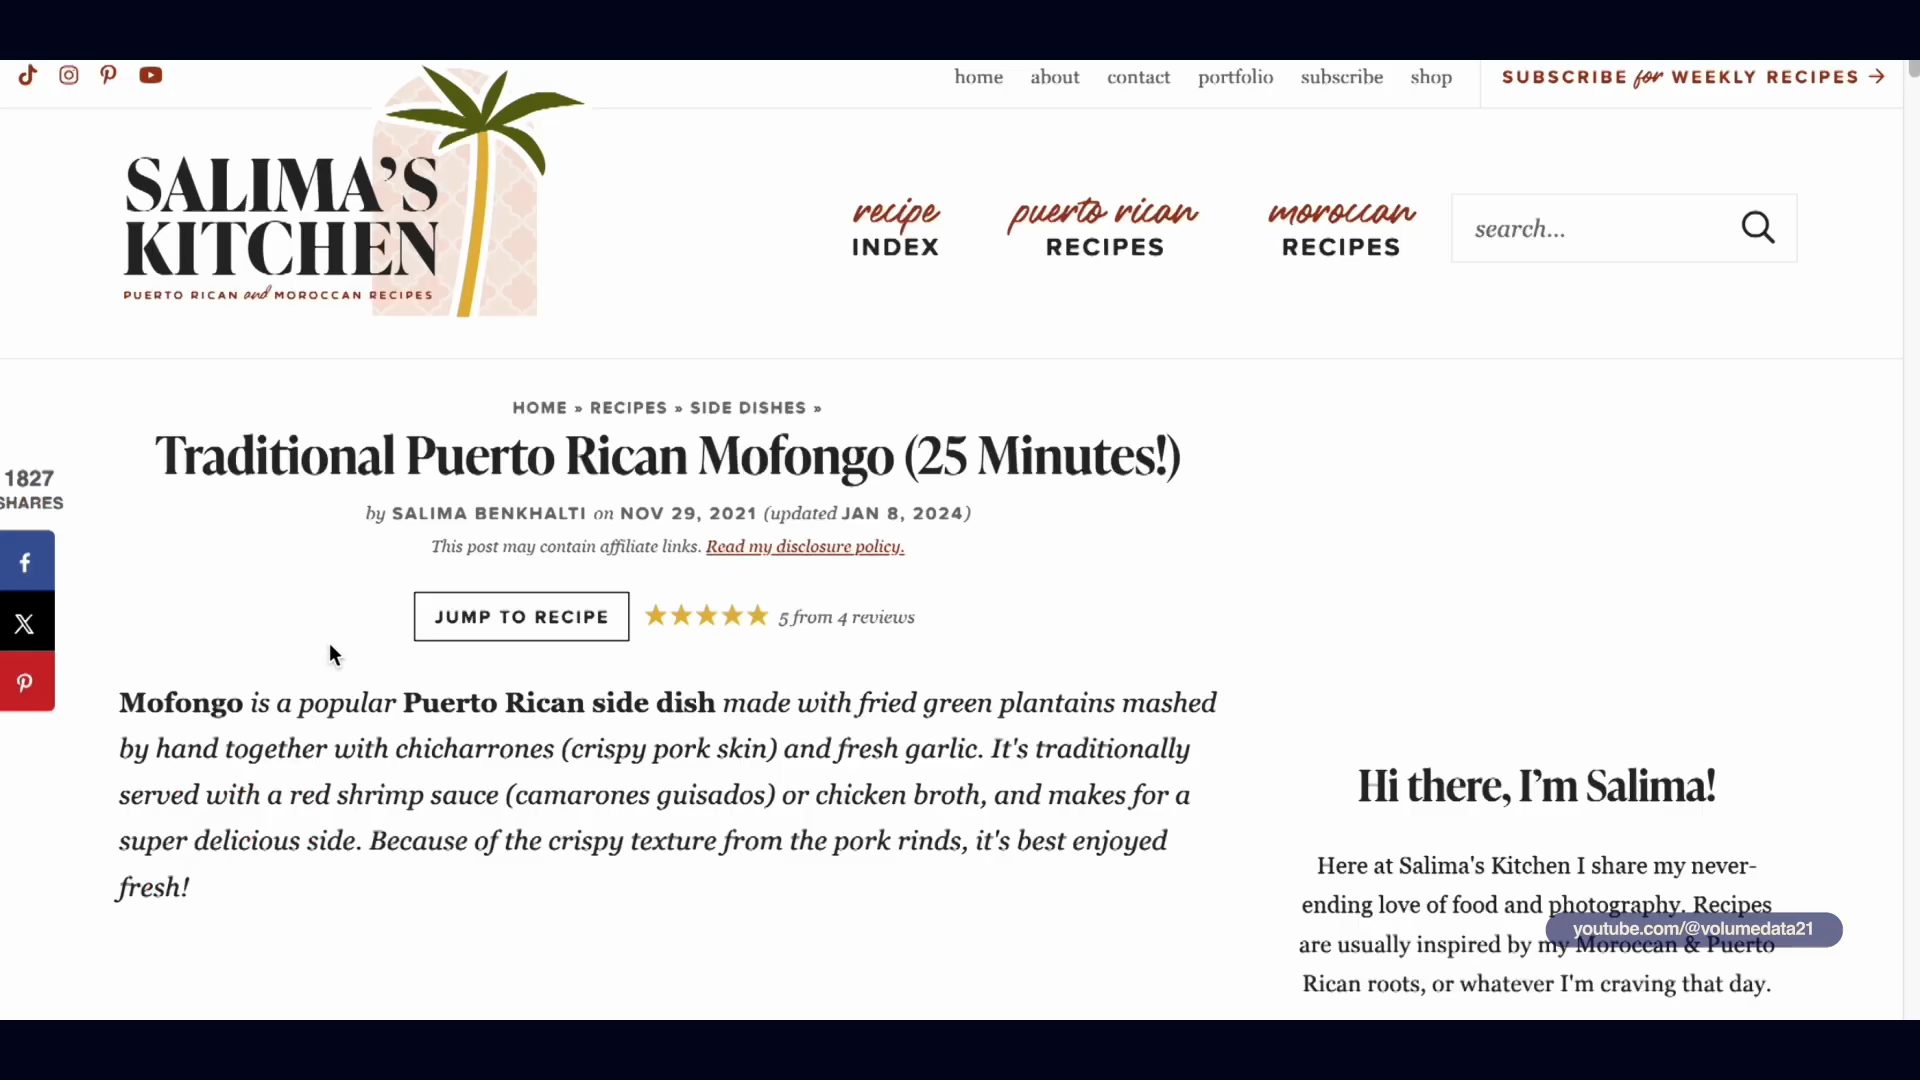 home about contact portfolio subscribe shop
SUBSCRIBE for WEEKLY RECIPES →
SALIMA'S
KITCHEN
PUERTO RICAN and MOROCCAN RECIPES
recipe
INDEX
puerto rican
RECIPES
moroccan
RECIPES
search...
HOME » RECIPES » SIDE DISHES »
Traditional Puerto Rican Mofongo (25 Minutes!)
by SALIMA BENKHALTI on NOV 29, 2021 (updated JAN 8, 2024)
This post may contain affiliate links. Read my disclosure policy.
1827
SHARES
JUMP TO RECIPE
5 from 4 reviews
Mofongo is a popular Puerto Rican side dish made with fried green plantains mashed
by hand together with chicharrones (crispy pork skin) and fresh garlic. It's traditionally
served with a red shrimp sauce (camarones guisados) or chicken broth, and makes for a
super delicious side. Because of the crispy texture from the pork rinds, it's best enjoyed
fresh!
Hi there, I'm Salima!
Here at Salima's Kitchen I share my never-
ending love of food and photography. Recipes
are usually inspired by my Moroccan & Puerto
Rican roots, or whatever I'm craving that day.
youtube.com/@volumedata21